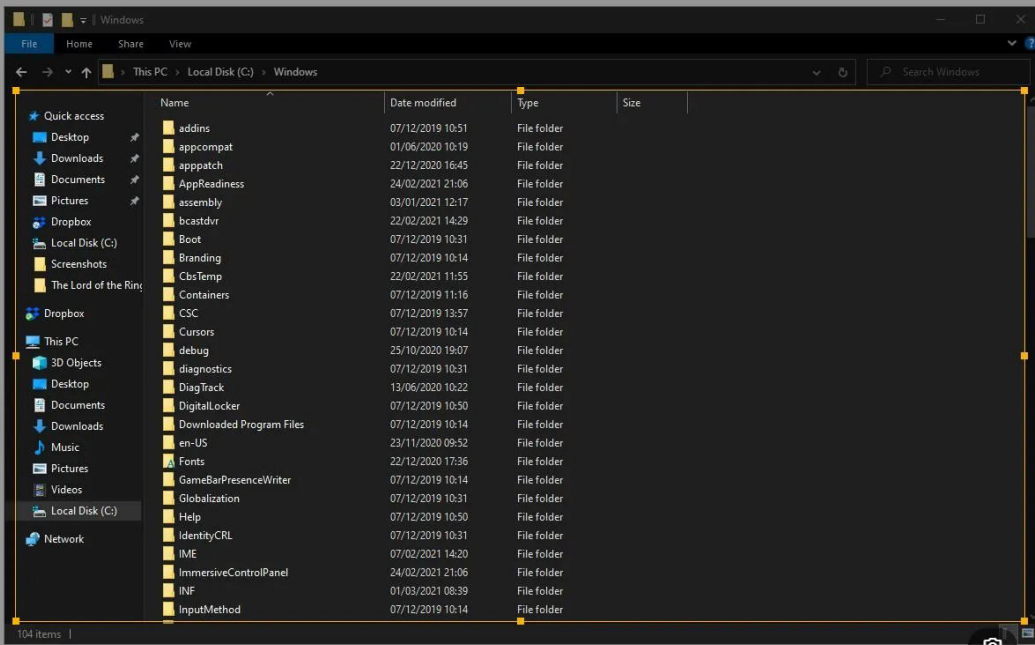 Windows
File Home Share View
This PC > Local Disk (C:) > Windows
Search Windows
Quick access
Desktop
Downloads
Documents
Pictures
Dropbox
Local Disk (C:)
Screenshots
The Lord of the Ring
Dropbox
This PC
3D Objects
Desktop
Documents
Downloads
Music
Pictures
Videos
Local Disk (C:)
Network
Name Date modified Type Size
addins 07/12/2019 10:51 File folder
appcompat 01/06/2020 10:19 File folder
apppatch 22/12/2020 16:45 File folder
AppReadiness 24/02/2021 21:06 File folder
assembly 03/01/2021 12:17 File folder
bcastdvr 22/02/2021 14:29 File folder
Boot 07/12/2019 10:31 File folder
Branding 07/12/2019 10:14 File folder
CbsTemp 22/02/2021 11:55 File folder
Containers 07/12/2019 11:16 File folder
CSC 07/12/2019 13:57 File folder
Cursors 07/12/2019 10:14 File folder
debug 25/10/2020 19:07 File folder
diagnostics 07/12/2019 10:31 File folder
DiagTrack 13/06/2020 10:22 File folder
DigitalLocker 07/12/2019 10:50 File folder
Downloaded Program Files 07/12/2019 10:14 File folder
en-US 23/11/2020 09:52 File folder
Fonts 22/12/2020 17:36 File folder
GameBarPresenceWriter 07/12/2019 10:14 File folder
Globalization 07/12/2019 10:31 File folder
Help 07/12/2019 10:50 File folder
IdentityCRL 07/12/2019 10:31 File folder
IME 07/02/2021 14:20 File folder
ImmersiveControlPanel 24/02/2021 21:06 File folder
INF 01/03/2021 08:39 File folder
InputMethod 07/12/2019 10:14 File folder
104 items